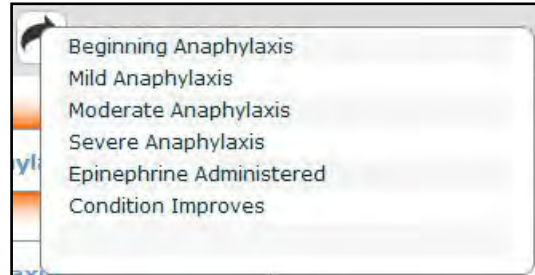 Beginning Anaphylaxis
Mild Anaphylaxis
Moderate Anaphylaxis
Severe Anaphylaxis
Epinephrine Administered
Condition Improves